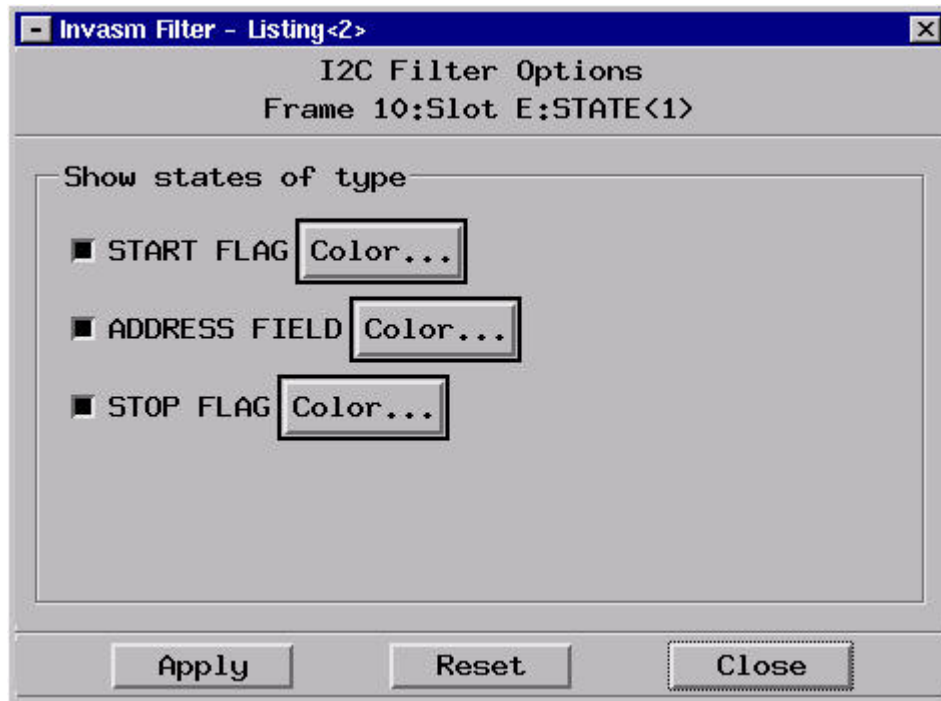 Invasm Filter - Listing<2>
I2C Filter Options
Frame 10:Slot E:STATE<1>
Show states of type
START FLAG Color...
ADDRESS FIELD Color...
STOP FLAG Color...
Apply Reset Close